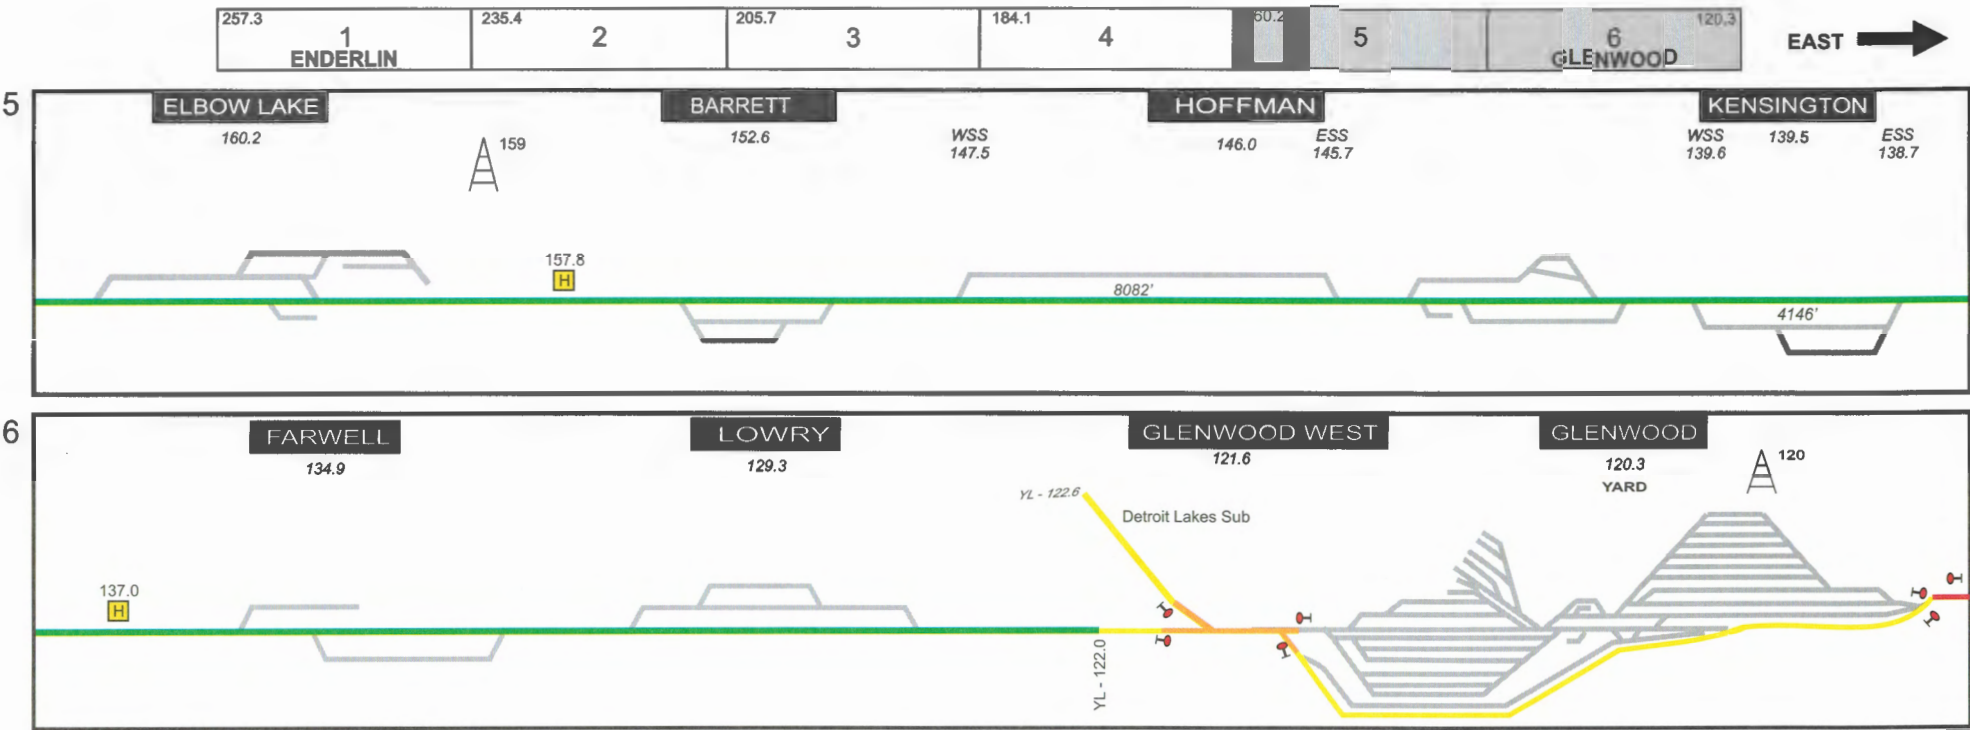 257.3 235.4 205.7 184.1 60.2 120.3
1 2 3 4 5 6
ENDERLIN GLENWOOD
EAST
5
ELBOW LAKE BARRETT HOFFMAN KENSINGTON
160.2 159 152.6 WSS 147.5 146.0 ESS 145.7 WSS 139.6 139.5 ESS 138.7
157.8
H
8082'
4146'
6
FARWELL LOWRY GLENWOOD WEST GLENWOOD
134.9 129.3 121.6 120.3 120
YARD
YL - 122.6
Detroit Lakes Sub
137.0
H
YL - 122.0